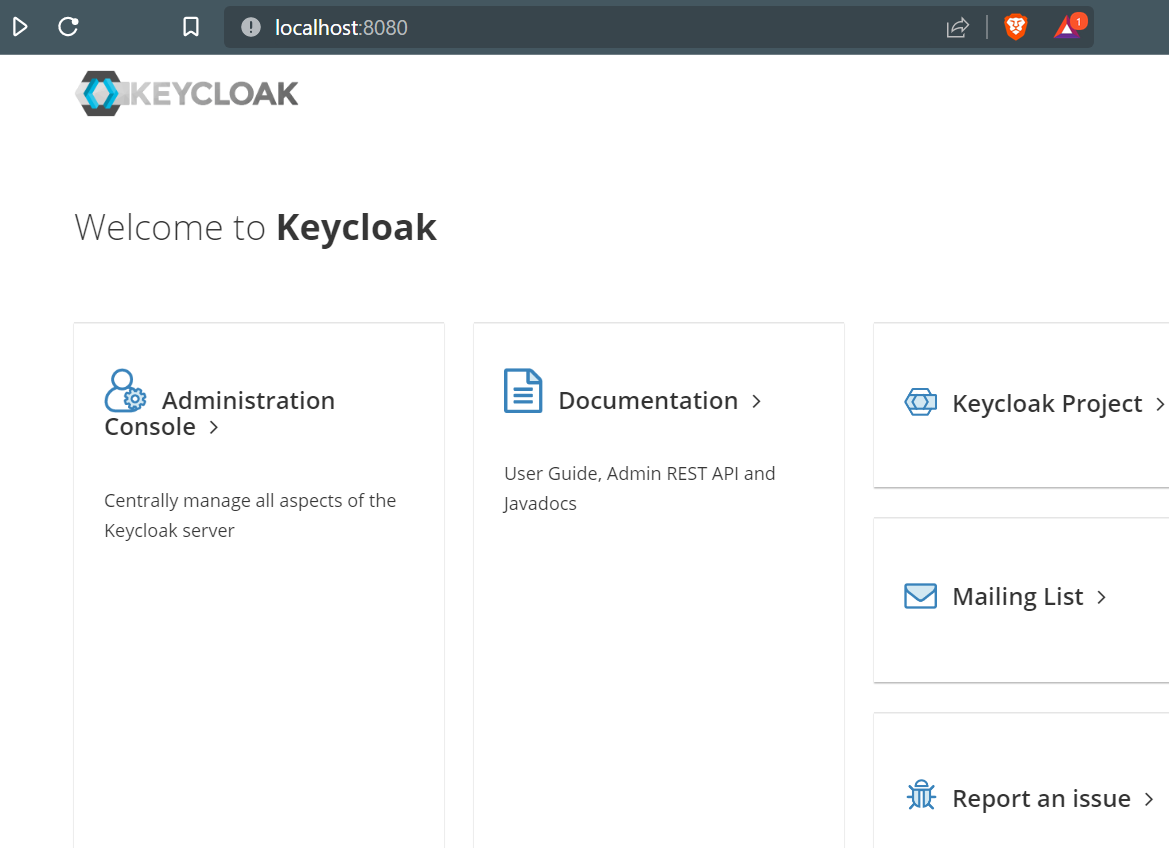 localhost:8080
1
KEYCLOAK
Welcome to Keycloak
Administration
Console
Centrally manage all aspects of the
Keycloak server
Documentation
User Guide, Admin REST API and
Javadocs
Keycloak Project
Mailing List
Report an issue